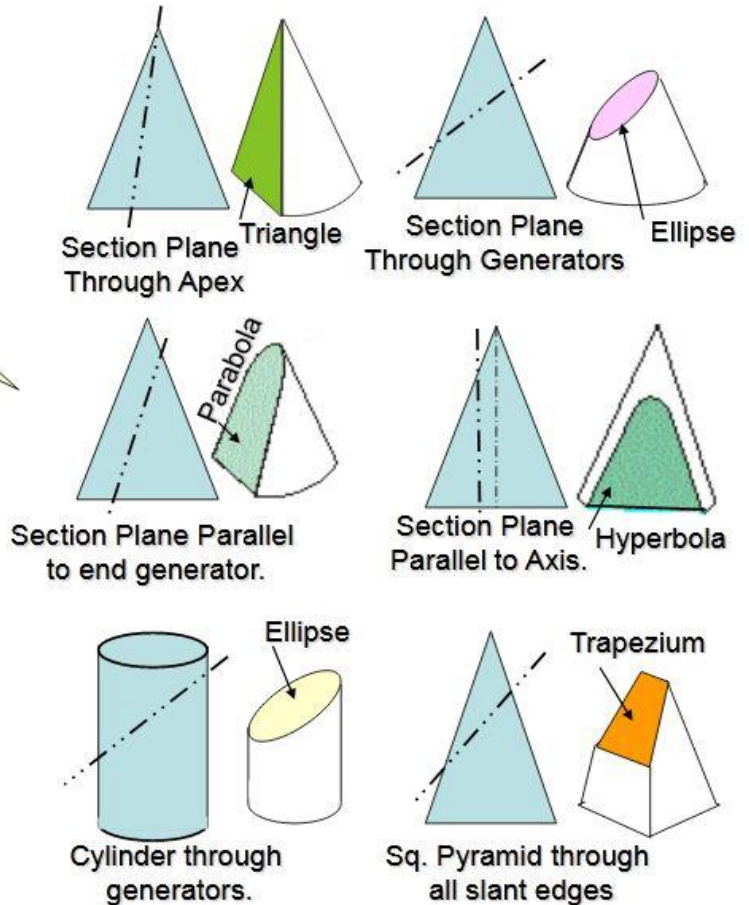 Triangle
Section Plane
Through Apex
Ellipse
Section Plane
Through Generators
Parabola
Section Plane Parallel
to end generator.
Hyperbola
Section Plane
Parallel to Axis.
Ellipse
Cylinder through
generators.
Trapezium
Sq. Pyramid through
all slant edges